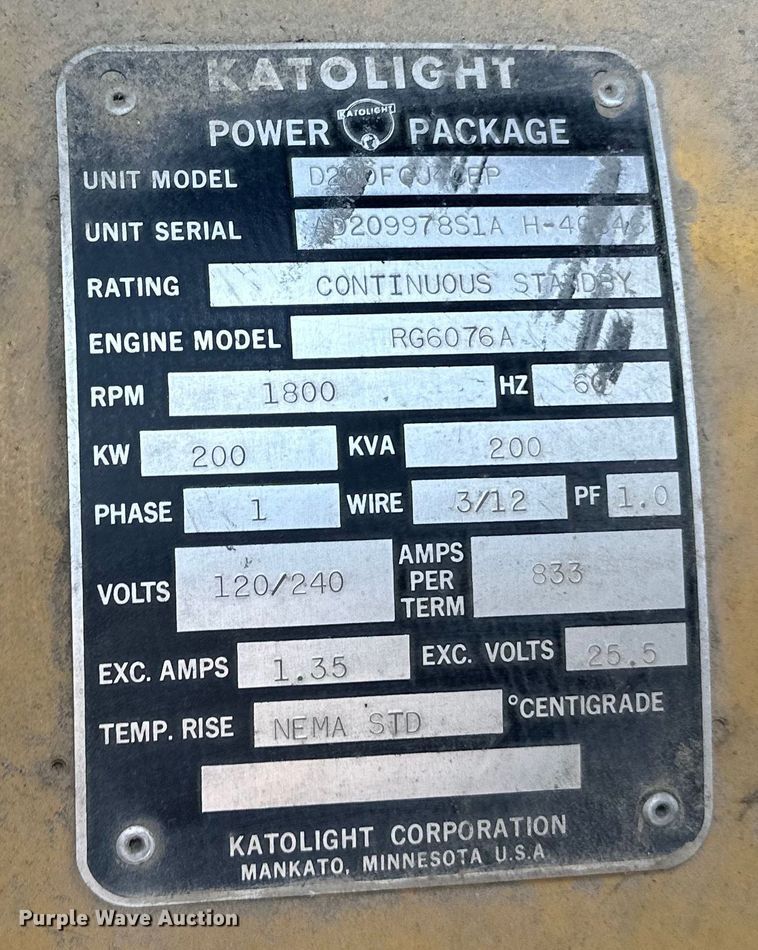 KATOLIGHT
KATOLIGHT
POWER PACKAGE
UNIT MODEL
UNIT SERIAL AD209978S1A
RATING CONTINUOUS STANDBY
ENGINE MODEL RG6076A
RPM 1800 HZ 60
KW 200 KVA 200
PHASE 1 WIRE 3/12 PF 1.0
VOLTS 120/240 AMPS PER TERM 833
EXC. AMPS 1.35 EXC. VOLTS 25.5
TEMP. RISE NEMA STD °CENTIGRADE
KATOLIGHT CORPORATION
MANKATO, MINNESOTA U.S.A
Purple Wave Auction